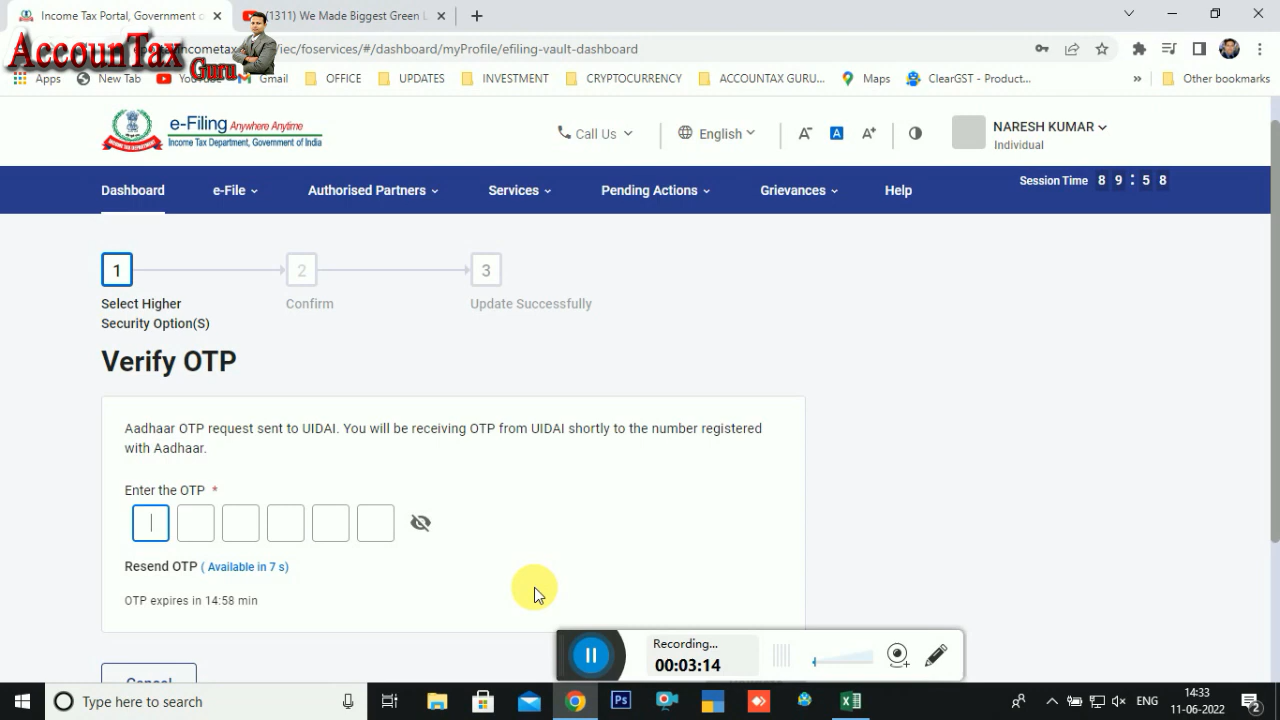 Income Tax Portal, Government o
(1311) We Made Biggest Green L
AccounTax
Guru
incometax
/iec/foservices/#/dashboard/myProfile/efiling-vault-dashboard
Apps
New Tab
YouTube
Gmail
OFFICE
UPDATES
INVESTMENT
CRYPTOCURRENCY
ACCOUNTAX GURU...
Maps
ClearGST - Product...
»
Other bookmarks
e-Filing Anywhere Anytime
Income Tax Department, Government of India
Call Us
English
A-
A
A+
NARESH KUMAR
Individual
Dashboard
e-File
Authorised Partners
Services
Pending Actions
Grievances
Help
Session Time 8 9 : 5 8
1
2
3
Select Higher
Security Option(S)
Confirm
Update Successfully
Verify OTP
Aadhaar OTP request sent to UIDAI. You will be receiving OTP from UIDAI shortly to the number registered
with Aadhaar.
Enter the OTP *
Resend OTP ( Available in 7 s)
OTP expires in 14:58 min
Cancel
Recording...
00:03:14
Type here to search
Ps
ENG
14:33
11-06-2022
2